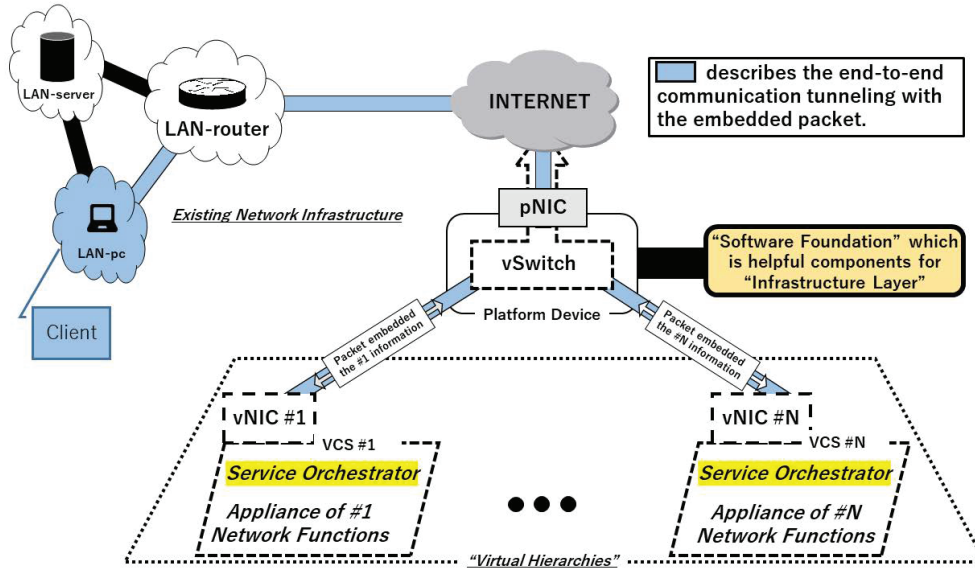 LAN-server
LAN-router
LAN-pc
Client
Existing Network Infrastructure
INTERNET
describes the end-to-end
communication tunneling with
the embedded packet.
pNIC
vSwitch
Platform Device
“Software Foundation” which
is helpful components for
“Infrastructure Layer”
Packet embedded
the #1 information
Packet embedded
the #N information
vNIC #1
VCS #1
Service Orchestrator
Appliance of #1
Network Functions
vNIC #N
VCS #N
Service Orchestrator
Appliance of #N
Network Functions
“Virtual Hierarchies”